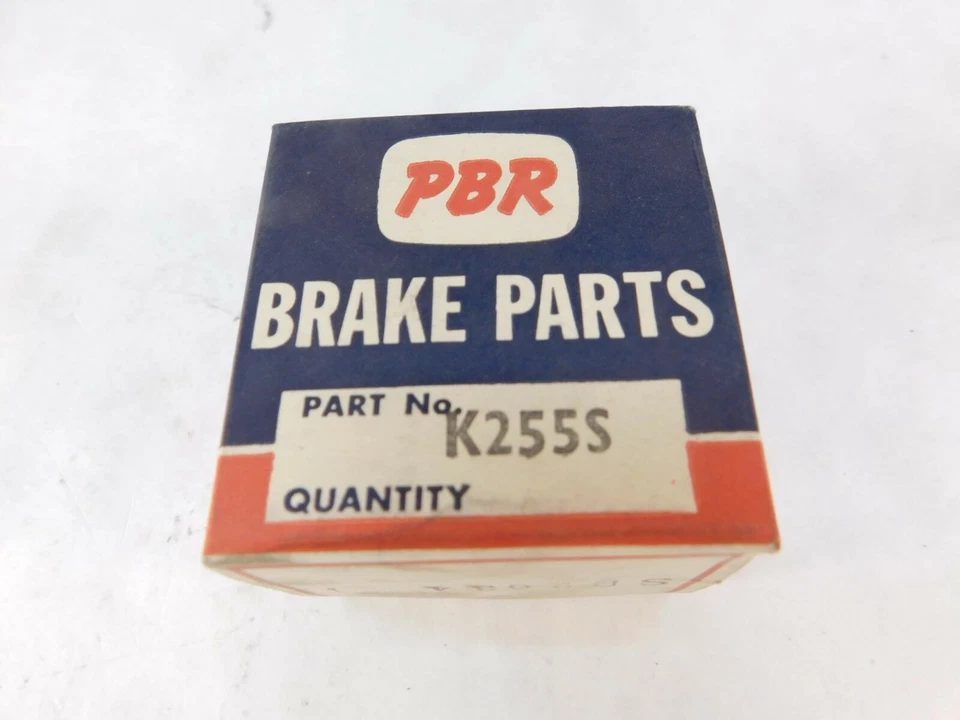 PBR
BRAKE PARTS
PART No. K255S
QUANTITY